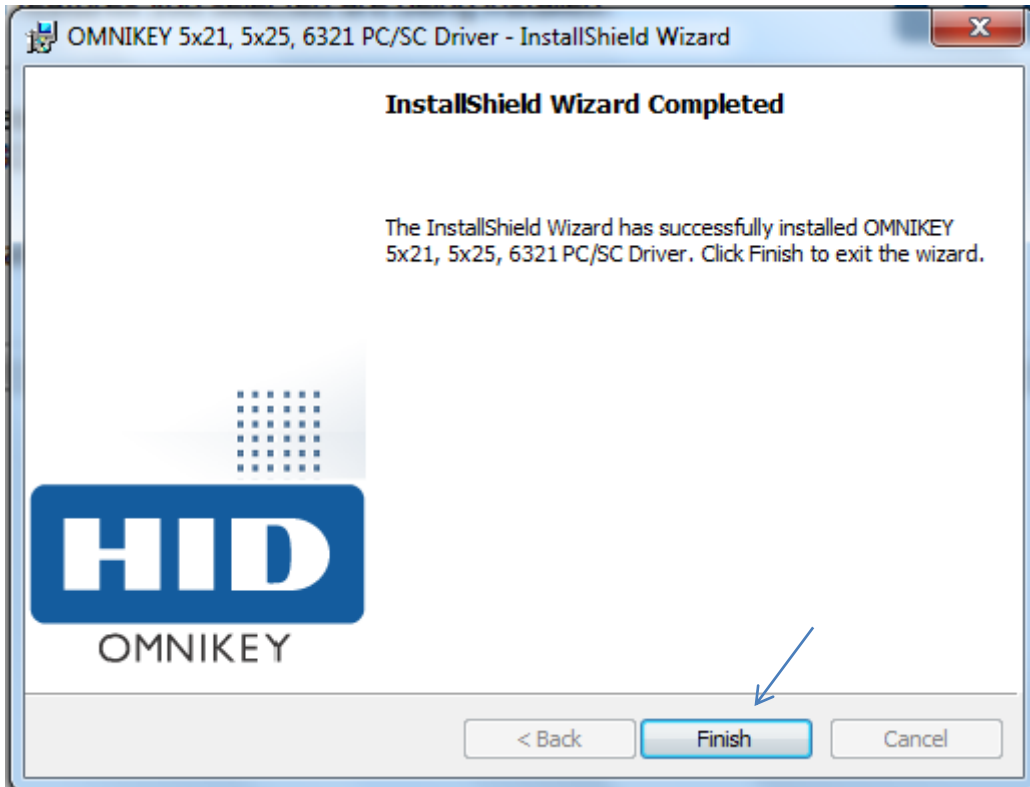 OMNIKEY 5x21, 5x25, 6321 PC/SC Driver - InstallShield Wizard
X
InstallShield Wizard Completed
The InstallShield Wizard has successfully installed OMNIKEY
5x21, 5x25, 6321 PC/SC Driver. Click Finish to exit the wizard.
HID
OMNIKEY
< Back
Finish
Cancel